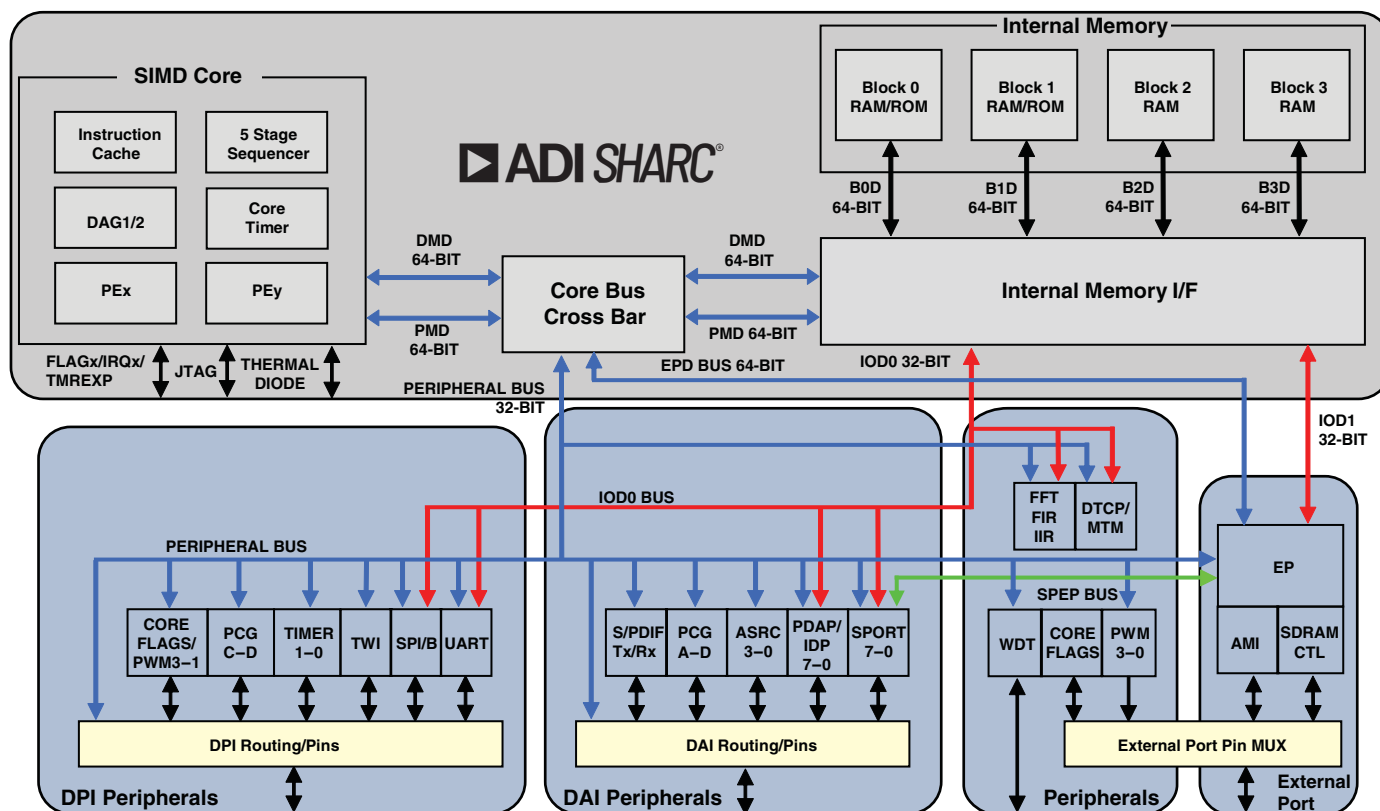 Internal Memory
SIMD Core
Block 0
RAM/ROM
Block 1
RAM/ROM
Block 2
RAM
Block 3
RAM
Instruction
Cache
5 Stage
Sequencer
DAG1/2
Core
Timer
PEx
PEy
ADI SHARC®
B0D
64-BIT
B1D
64-BIT
B2D
64-BIT
B3D
64-BIT
DMD
64-BIT
DMD
64-BIT
Core Bus
Cross Bar
Internal Memory I/F
PMD
64-BIT
PMD 64-BIT
FLAGx/IRQx/
TMREXP
JTAG
THERMAL
DIODE
EPD BUS 64-BIT
IOD0 32-BIT
PERIPHERAL BUS
32-BIT
IOD1
32-BIT
IOD0 BUS
FFT
FIR
IIR
DTCP/
MTM
PERIPHERAL BUS
EP
SPEP BUS
CORE
FLAGS/
PWM3–1
PCG
C–D
TIMER
1–0
TWI
SPI/B
UART
S/PDIF
Tx/Rx
PCG
A–D
ASRC
3–0
PDAP/
IDP
7–0
SPORT
7–0
WDT
CORE
FLAGS
PWM
3–0
AMI
SDRAM
CTL
DPI Routing/Pins
DAI Routing/Pins
External Port Pin MUX
DPI Peripherals
DAI Peripherals
Peripherals
External
Port